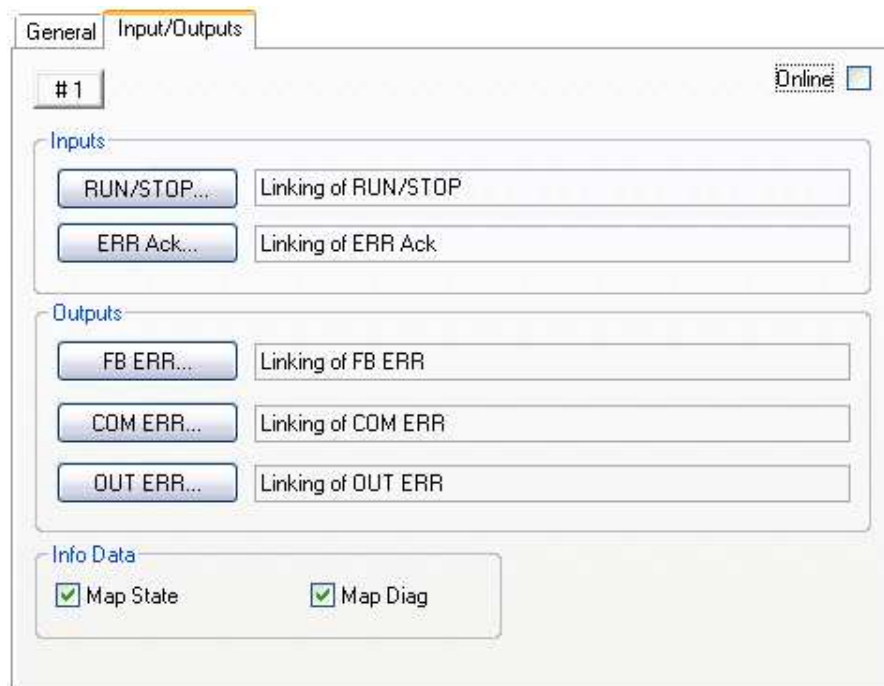 General Input/Outputs
#1 Online
Inputs
RUN/STOP... Linking of RUN/STOP
ERR Ack... Linking of ERR Ack
Outputs
FB ERR... Linking of FB ERR
COM ERR... Linking of COM ERR
OUT ERR... Linking of OUT ERR
Info Data
Map State Map Diag